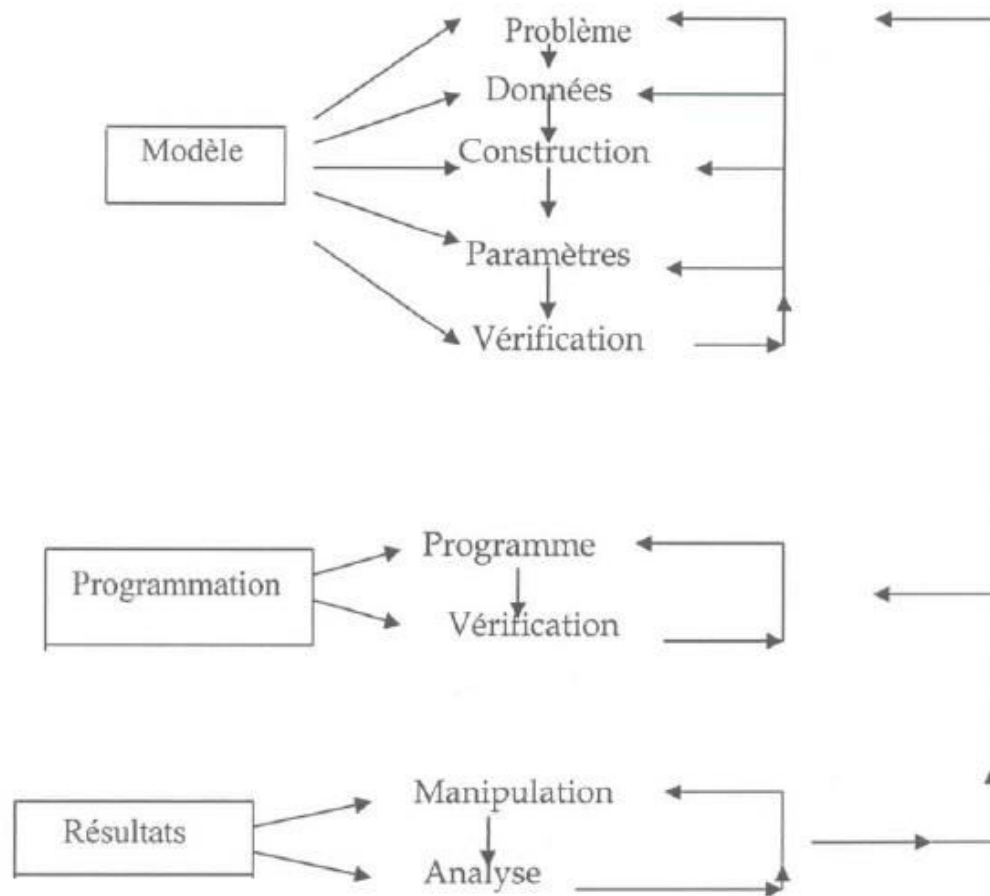 Problème
Données
Modèle
Construction
Paramètres
Vérification
Programme
Programmation
Vérification
Manipulation
Résultats
Analyse